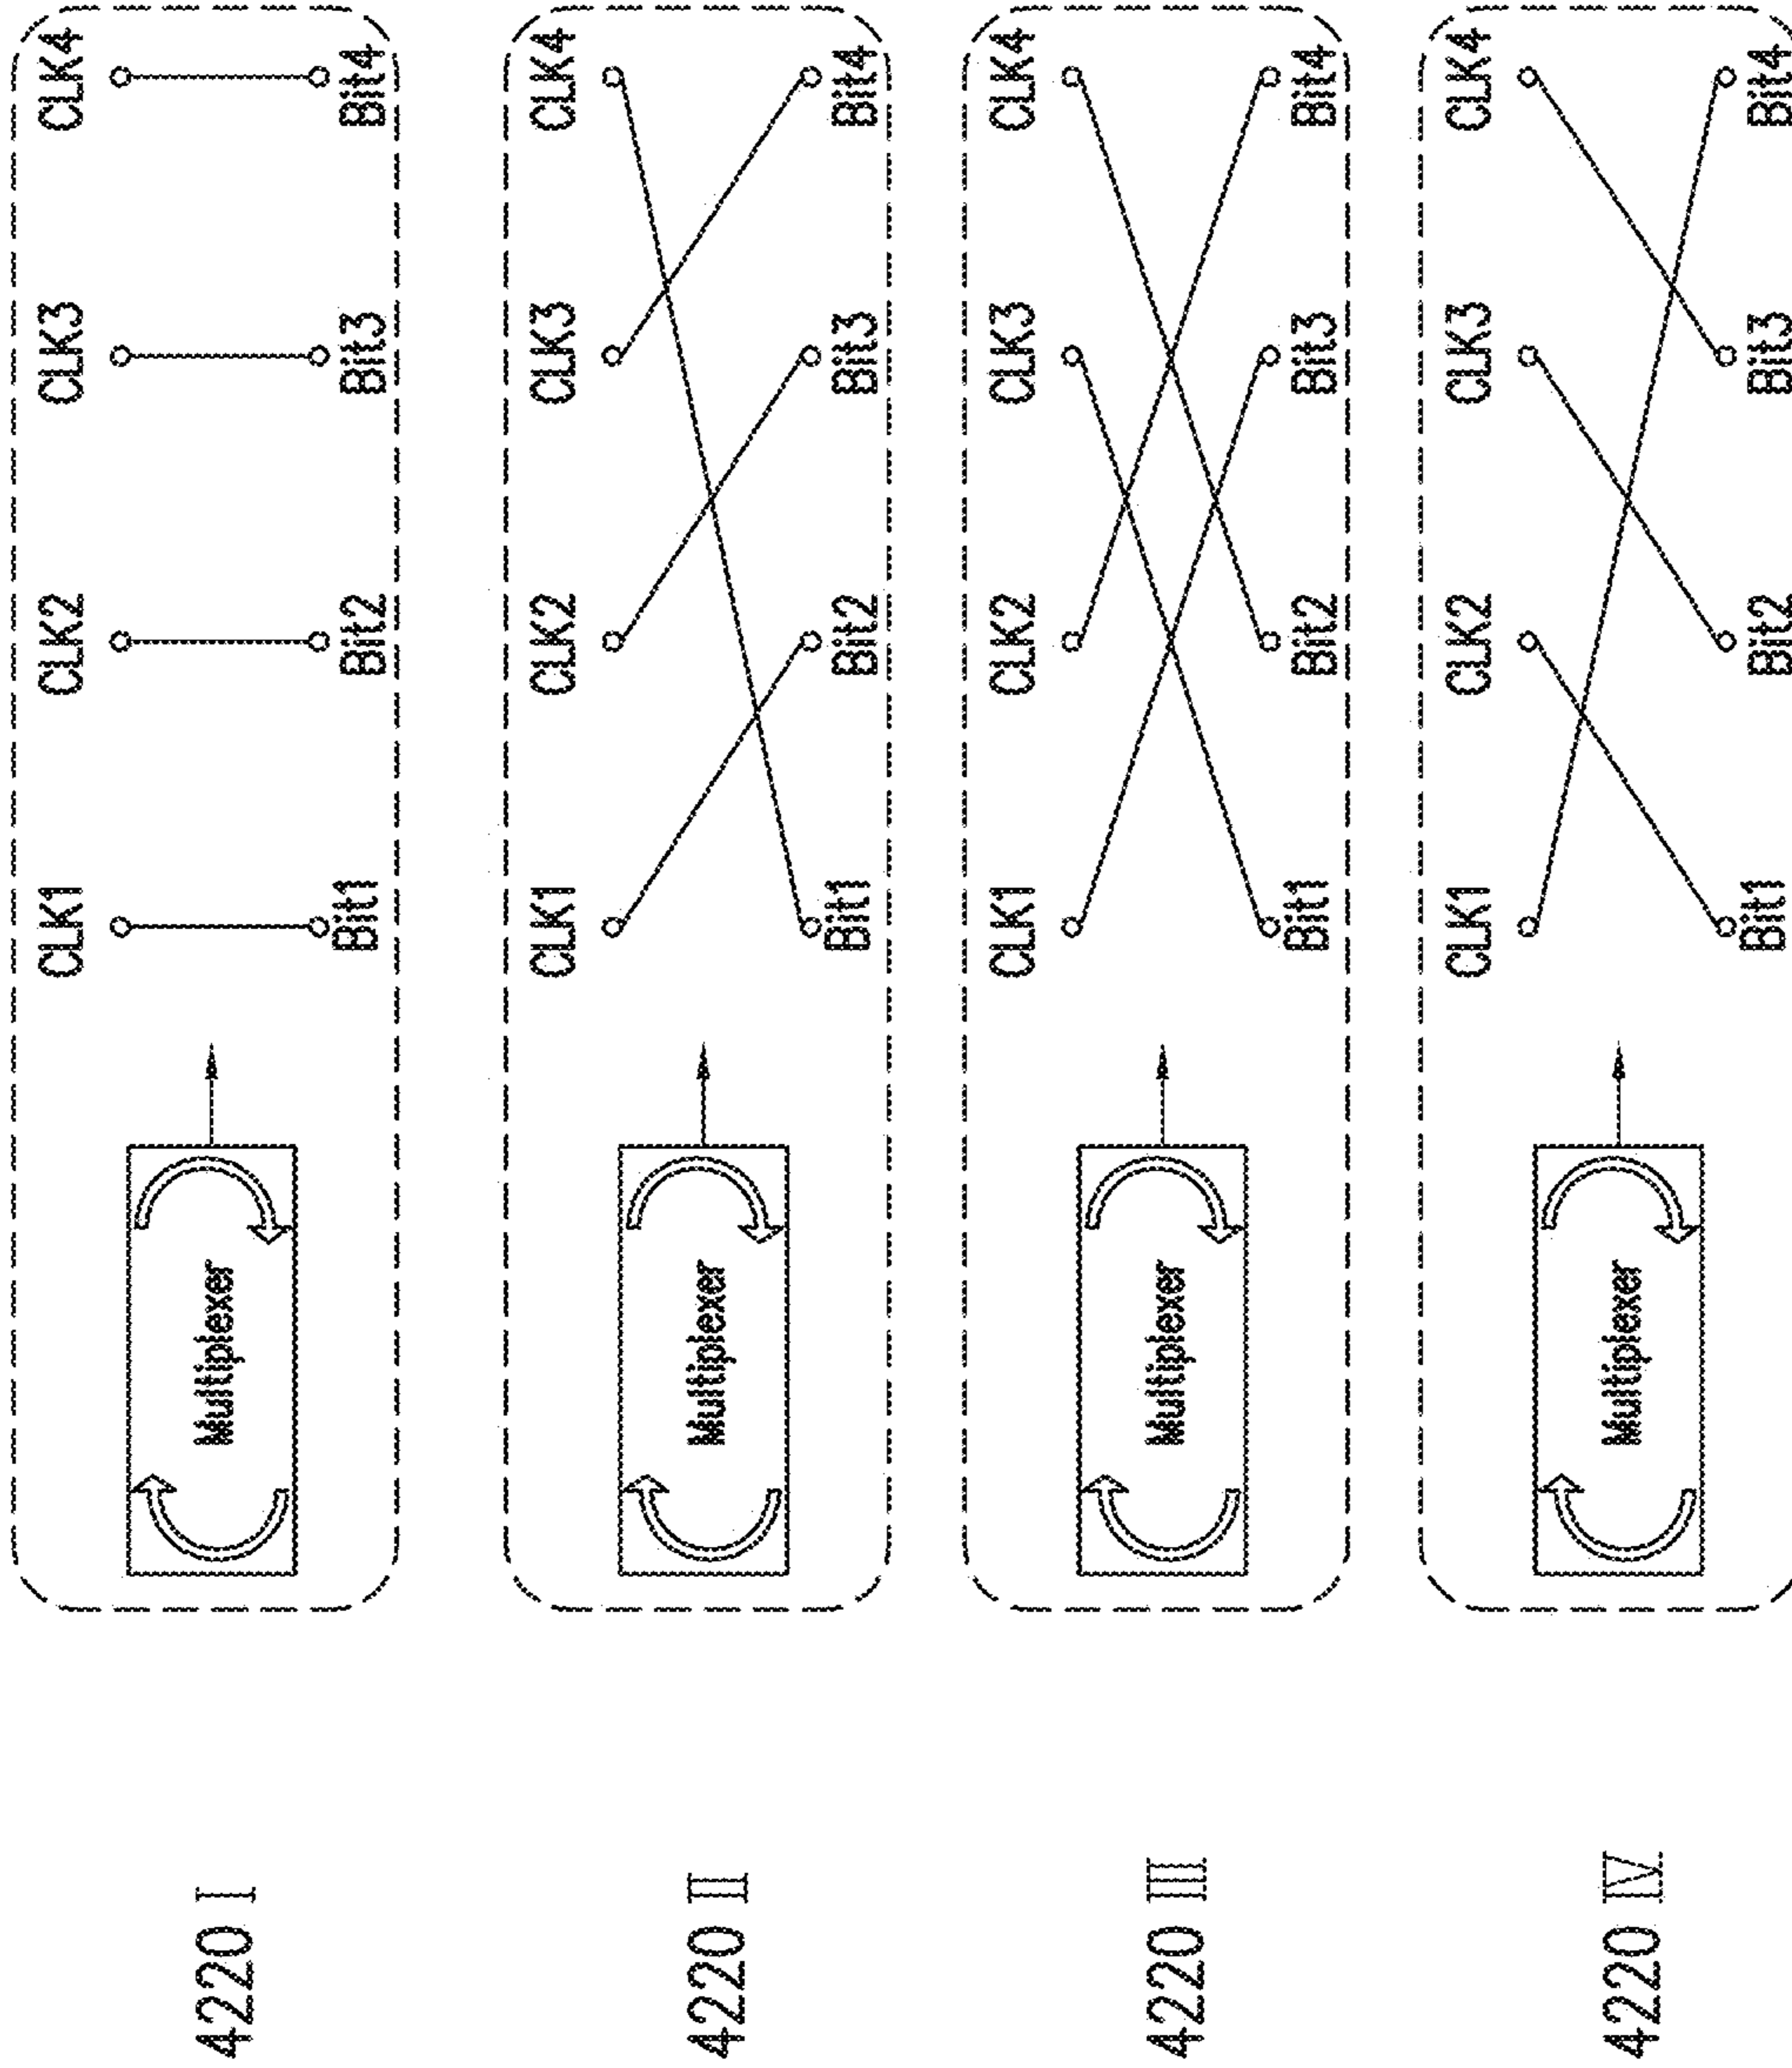 4220 I
Multiplexer
CLK1 CLK2 CLK3 CLK4
Bit1 Bit2 Bit3 Bit4
4220 II
Multiplexer
CLK1 CLK2 CLK3 CLK4
Bit1 Bit2 Bit3 Bit4
4220 III
Multiplexer
CLK1 CLK2 CLK3 CLK4
Bit1 Bit2 Bit3 Bit4
4220 IV
Multiplexer
CLK1 CLK2 CLK3 CLK4
Bit1 Bit2 Bit3 Bit4